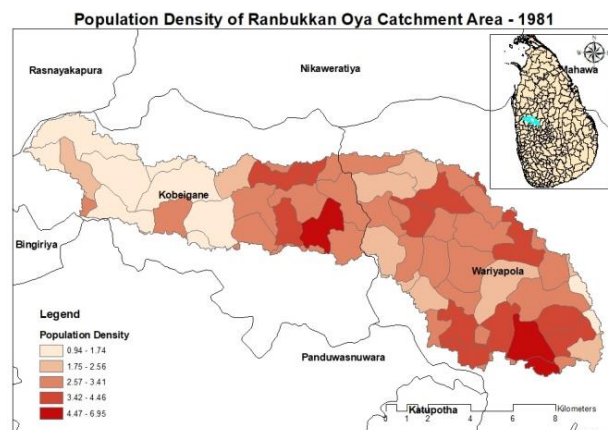 Population Density of Ranbukkan Oya Catchment Area - 1981
Rasnayakapura
Nikaweratiya
Mahawa
Kobeigane
Bingiriya
Wariyapola
Legend
Population Density
0.94 - 1.74
1.75 - 2.56
2.57 - 3.41
3.42 - 4.46
4.47 - 6.95
Panduwasnuwara
Katupotha
Kilometers
0 1 2 4 6 8